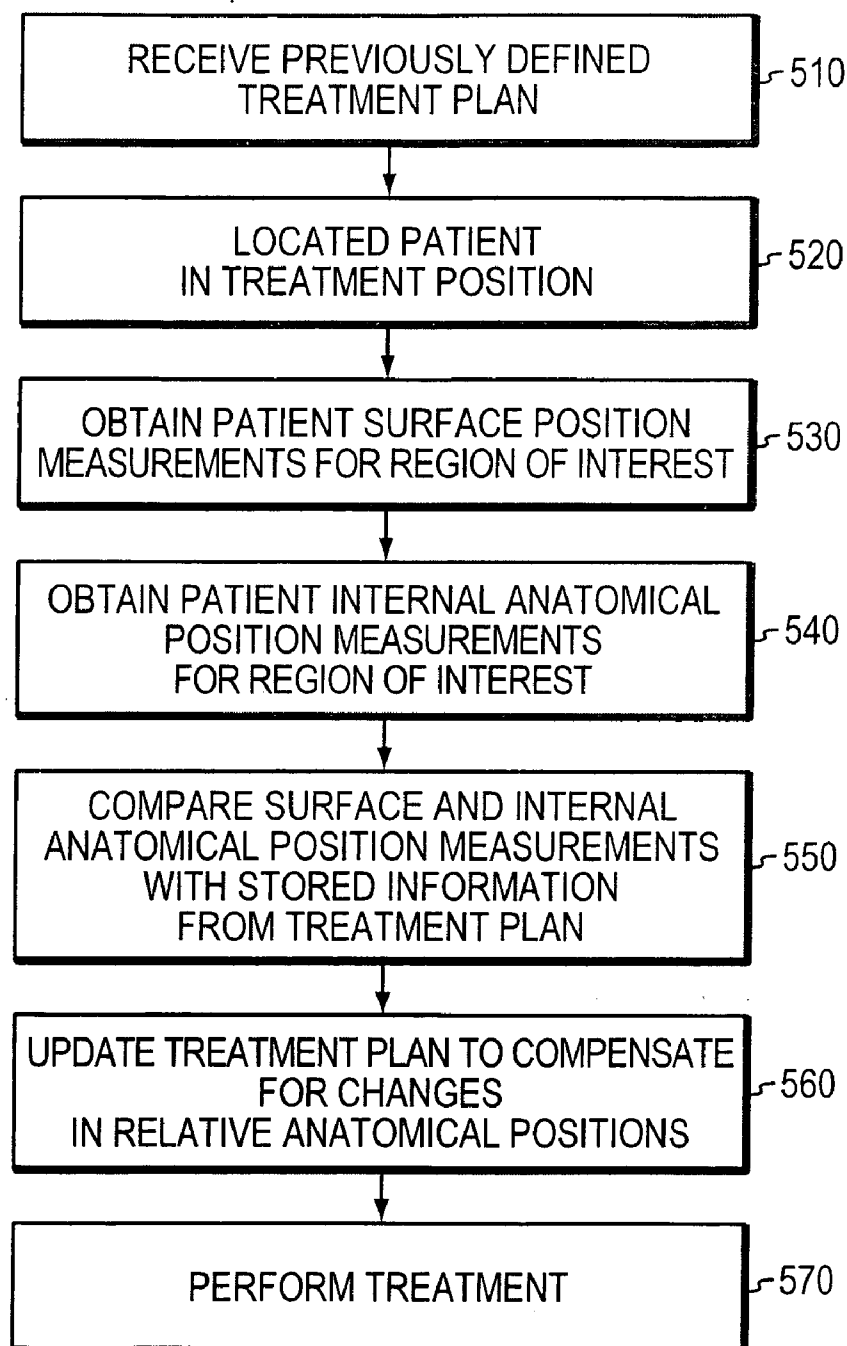 RECEIVE PREVIOUSLY DEFINED
TREATMENT PLAN
510
LOCATED PATIENT
IN TREATMENT POSITION
520
OBTAIN PATIENT SURFACE POSITION
MEASUREMENTS FOR REGION OF INTEREST
530
OBTAIN PATIENT INTERNAL ANATOMICAL
POSITION MEASUREMENTS
FOR REGION OF INTEREST
540
COMPARE SURFACE AND INTERNAL
ANATOMICAL POSITION MEASUREMENTS
WITH STORED INFORMATION
FROM TREATMENT PLAN
550
UPDATE TREATMENT PLAN TO COMPENSATE
FOR CHANGES
IN RELATIVE ANATOMICAL POSITIONS
560
PERFORM TREATMENT
570